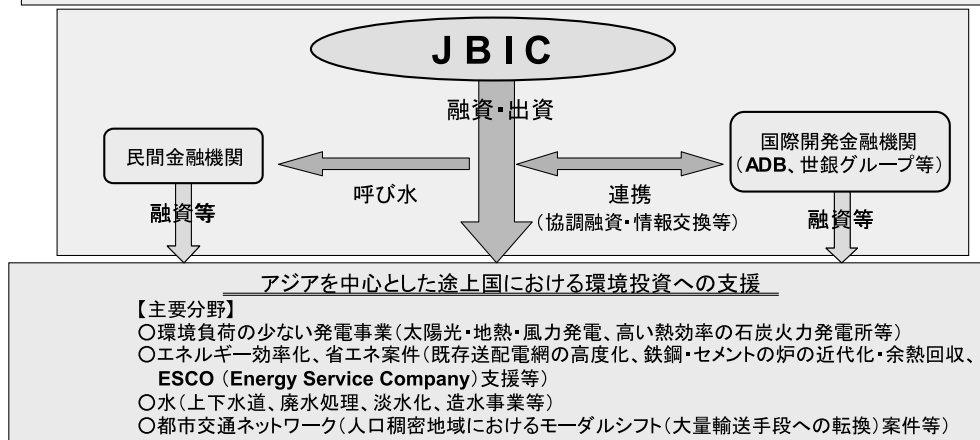 JBIC
融資・出資
民間金融機関
国際開発金融機関
(ADB、世銀グループ等)
呼び水
連携
(協調融資・情報交換等)
融資等
融資等
アジアを中心とした途上国における環境投資への支援
【主要分野】
○環境負荷の少ない発電事業(太陽光・地熱・風力発電、高い熱効率の石炭火力発電所等)
○エネルギー効率化、省エネ案件(既存送配電網の高度化、鉄鋼・セメントの炉の近代化・余熱回収、
ESCO (Energy Service Company)支援等)
○水(上下水道、廃水処理、淡水化、造水事業等)
○都市交通ネットワーク(人口稠密地域におけるモーダルシフト(大量輸送手段への転換)案件等)